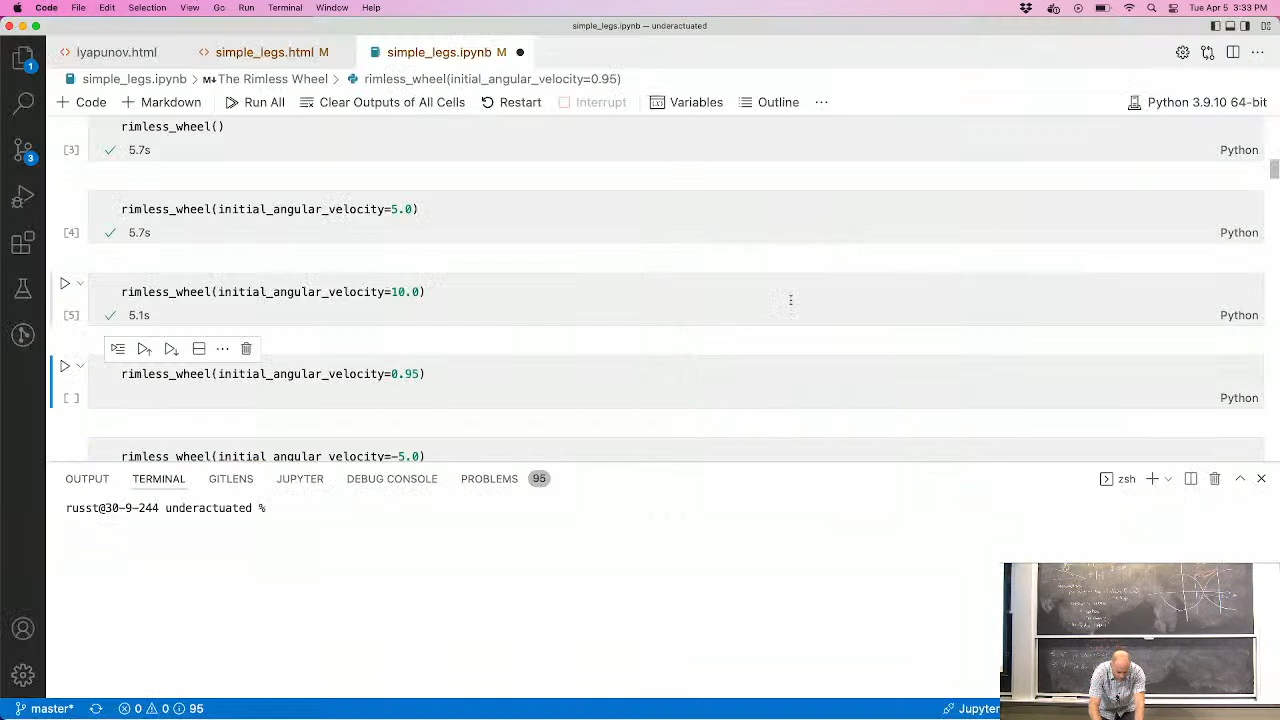 Code File Edit Selection View Go Run Terminal Window Help Tue Apr 5 3:33 PM
simple_legs.ipynb — underactuated
lyapunov.html simple_legs.html M simple_legs.ipynb M
simple_legs.ipynb > M The Rimless Wheel > rimless_wheel(initial_angular_velocity=0.95)
+ Code + Markdown Run All Clear Outputs of All Cells Restart Interrupt Variables Outline ... Python 3.9.10 64-bit
rimless_wheel()
[3] 5.7s Python
rimless_wheel(initial_angular_velocity=5.0)
[4] 5.7s Python
rimless_wheel(initial_angular_velocity=10.0)
[5] 5.1s Python
rimless_wheel(initial_angular_velocity=0.95)
[ ] Python
rimless_wheel(initial_angular_velocity=-5.0)
OUTPUT TERMINAL GITLENS JUPYTER DEBUG CONSOLE PROBLEMS 95 zsh
russt@30-9-244 underactuated %
1
3
master* 0 0 95 Jupyter